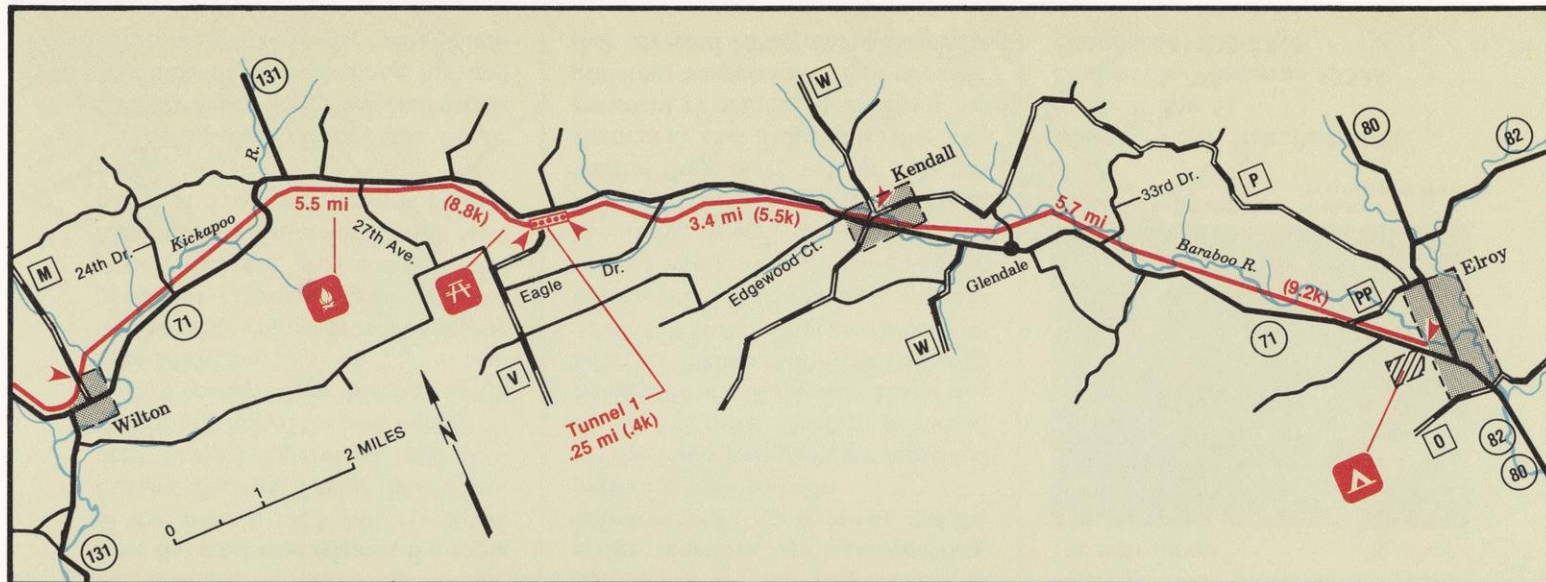 131
W
80
82
R.
Kendall
33rd Dr.
P
5.5 mi
(8.8k)
3.4 mi (5.5k)
5.7 mi
Kickapoo
24th Dr.
M
27th Ave.
Baraboo R.
Elroy
Edgewood Ct.
Glendale
(9.2k)
PP
Eagle
Dr.
71
W
71
V
Wilton
Tunnel 1
.25 mi (.4k)
O
82
80
2 MILES
1
0
N
131